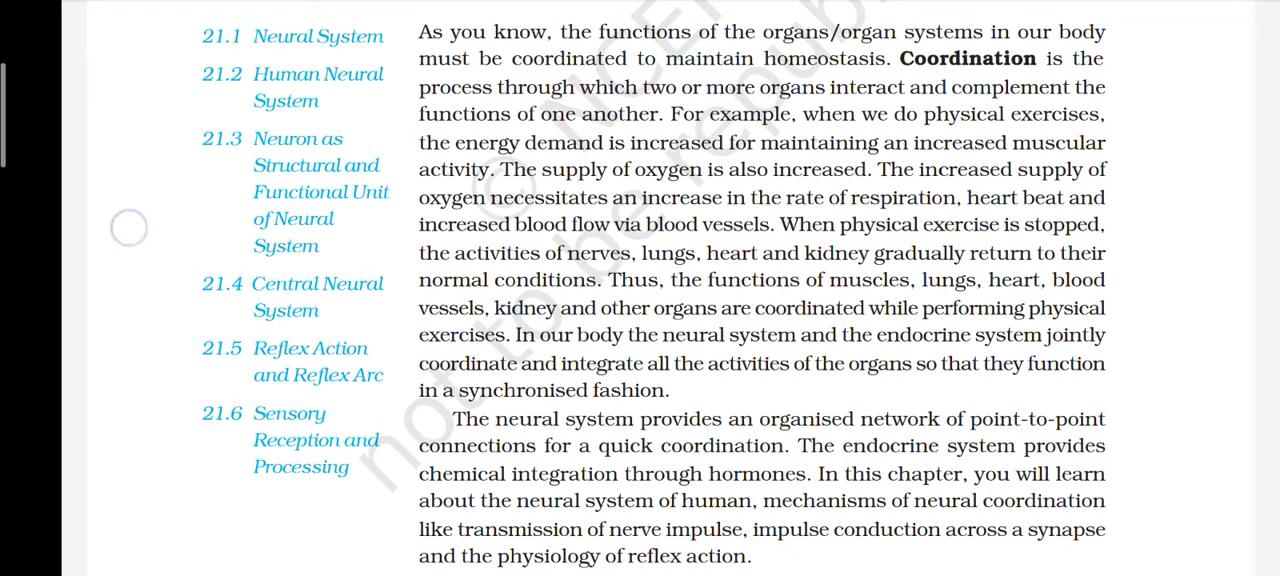 21.1 Neural System
21.2 Human Neural
System
21.3 Neuron as
Structural and
Functional Unit
of Neural
System
21.4 Central Neural
System
21.5 Reflex Action
and Reflex Arc
21.6 Sensory
Reception and
Processing
As you know, the functions of the organs/organ systems in our body
must be coordinated to maintain homeostasis. Coordination is the
process through which two or more organs interact and complement the
functions of one another. For example, when we do physical exercises,
the energy demand is increased for maintaining an increased muscular
activity. The supply of oxygen is also increased. The increased supply of
oxygen necessitates an increase in the rate of respiration, heart beat and
increased blood flow via blood vessels. When physical exercise is stopped,
the activities of nerves, lungs, heart and kidney gradually return to their
normal conditions. Thus, the functions of muscles, lungs, heart, blood
vessels, kidney and other organs are coordinated while performing physical
exercises. In our body the neural system and the endocrine system jointly
coordinate and integrate all the activities of the organs so that they function
in a synchronised fashion.
The neural system provides an organised network of point-to-point
connections for a quick coordination. The endocrine system provides
chemical integration through hormones. In this chapter, you will learn
about the neural system of human, mechanisms of neural coordination
like transmission of nerve impulse, impulse conduction across a synapse
and the physiology of reflex action.
©
not to be